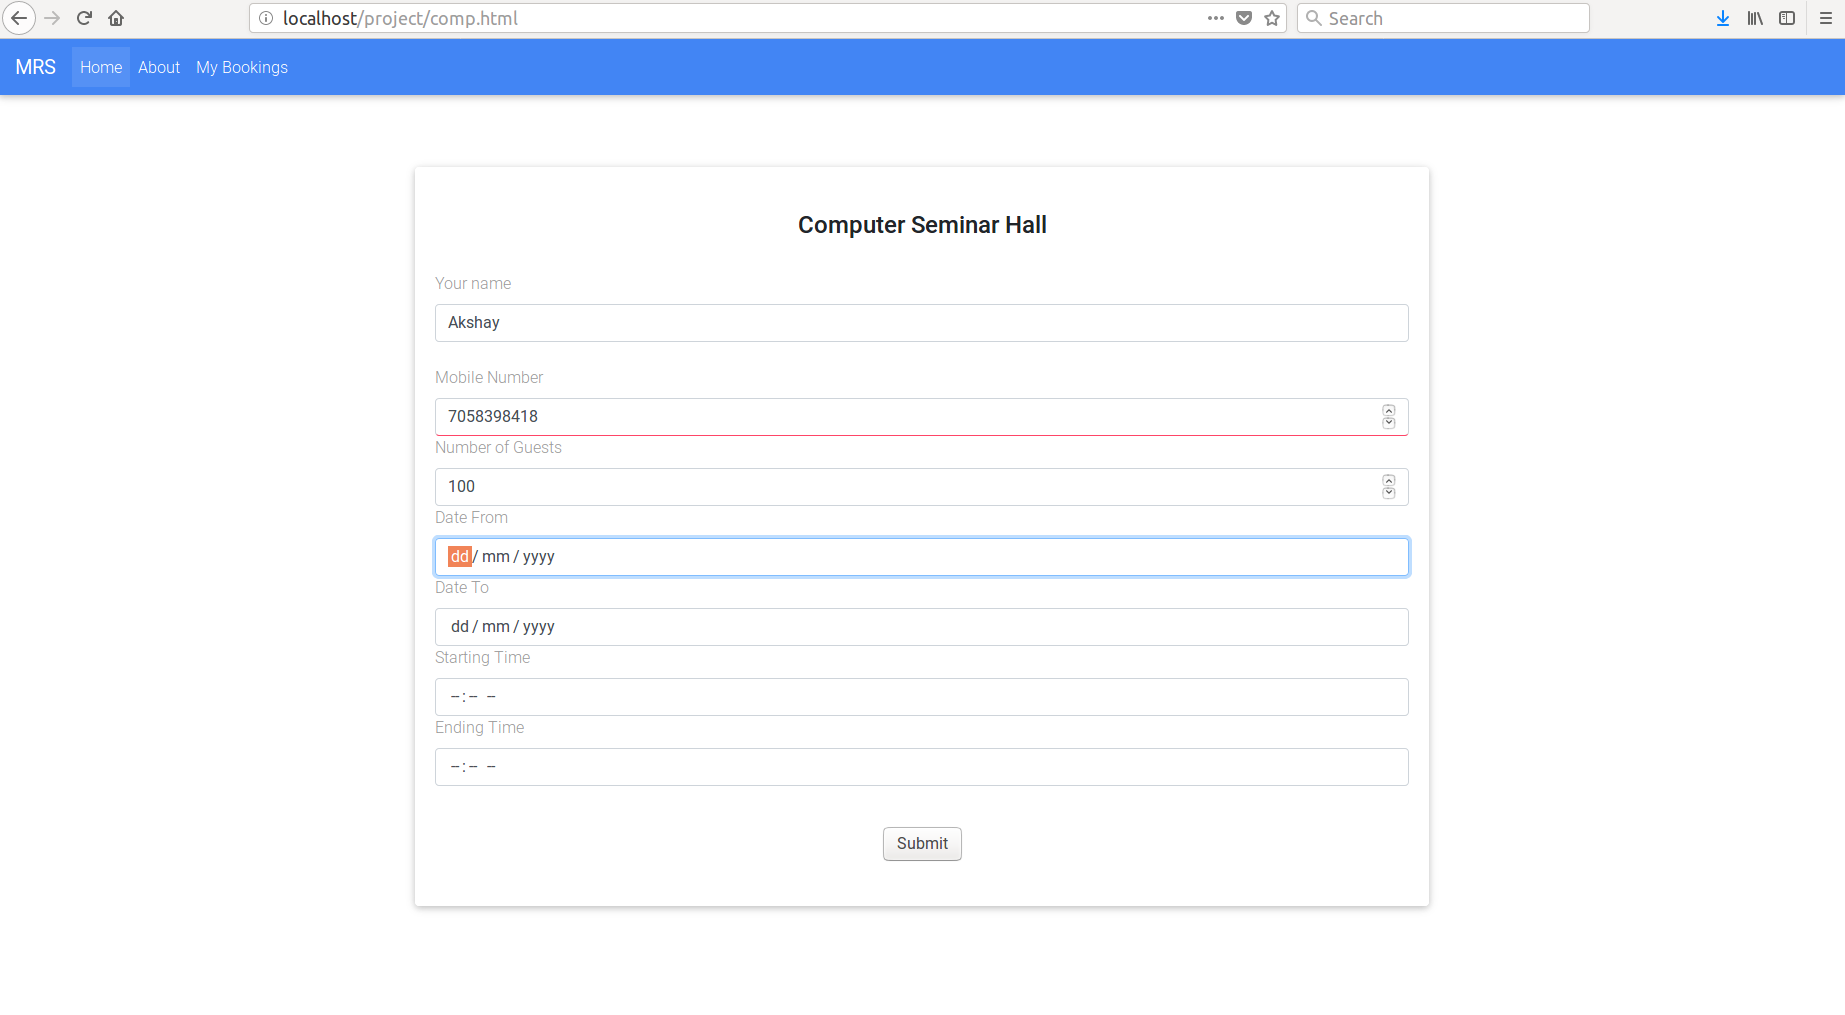 localhost/project/comp.html
Search
MRS Home About My Bookings
Computer Seminar Hall
Your name
Akshay
Mobile Number
7058398418
Number of Guests
100
Date From
dd / mm / yyyy
Date To
dd / mm / yyyy
Starting Time
--:-- --
Ending Time
--:-- --
Submit